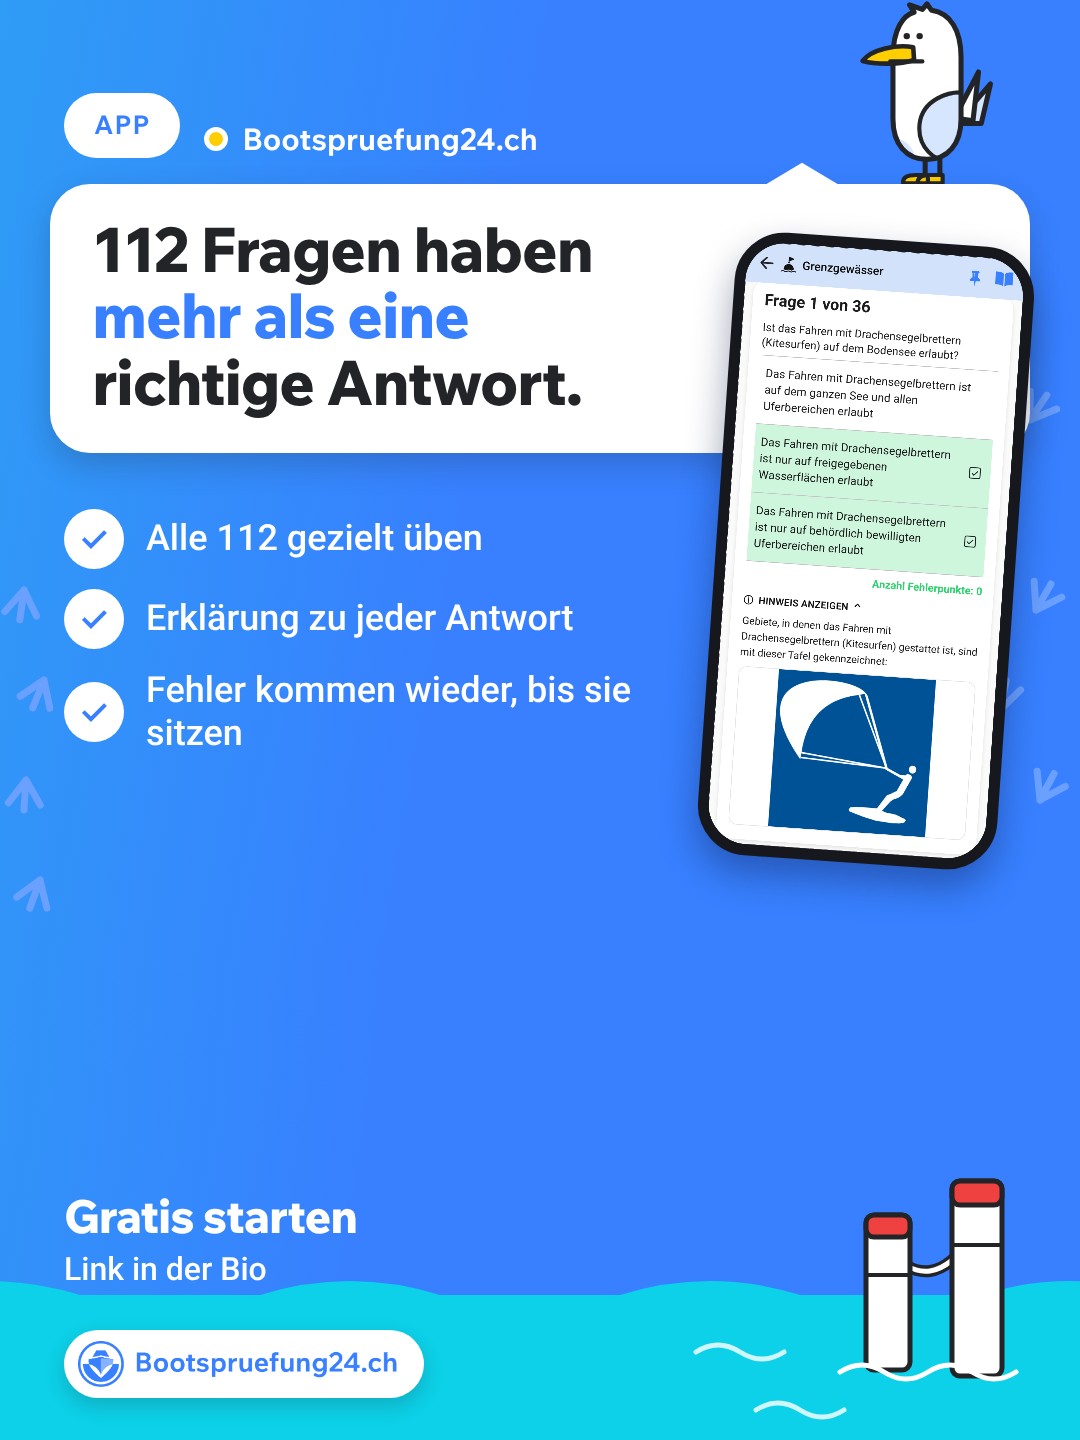 APP
Bootspruefung24.ch
112 Fragen haben
mehr als eine
richtige Antwort.
Alle 112 gezielt üben
Erklärung zu jeder Antwort
Fehler kommen wieder, bis sie
sitzen
Grenzgewässer
Frage 1 von 36
Ist das Fahren mit Drachensegelbrettern
(Kitesurfen) auf dem Bodensee erlaubt?
Das Fahren mit Drachensegelbrettern ist
auf dem ganzen See und allen
Uferbereichen erlaubt
Das Fahren mit Drachensegelbrettern
ist nur auf freigegebenen
Wasserflächen erlaubt
Das Fahren mit Drachensegelbrettern
ist nur auf behördlich bewilligten
Uferbereichen erlaubt
Anzahl Fehlerpunkte: 0
HINWEIS ANZEIGEN
Gebiete, in denen das Fahren mit
Drachensegelbrettern (Kitesurfen) gestattet ist, sind
mit dieser Tafel gekennzeichnet:
Gratis starten
Link in der Bio
Bootspruefung24.ch